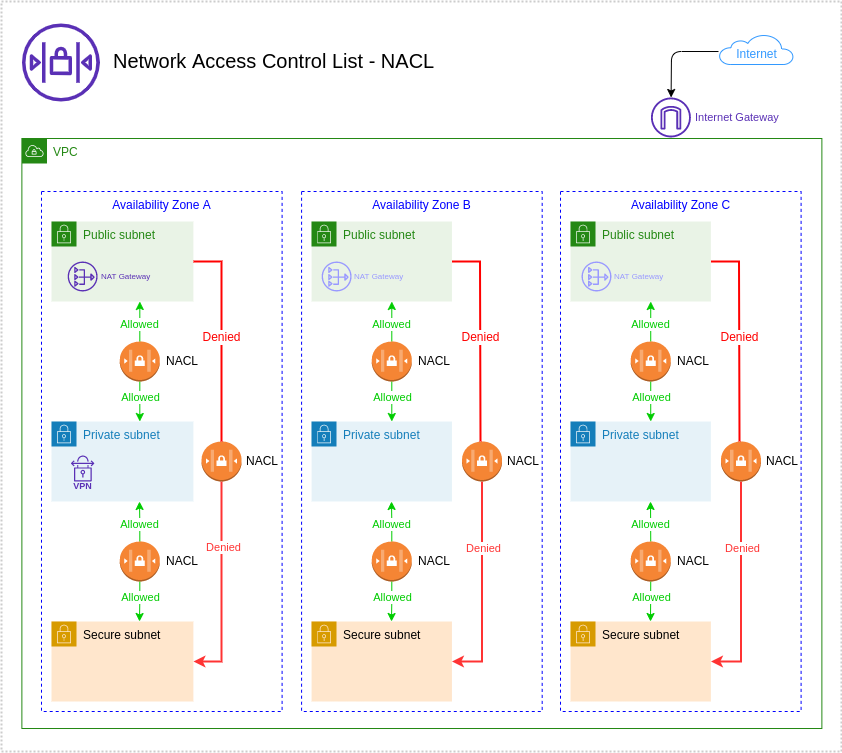 Network Access Control List - NACL
Internet
Internet Gateway
VPC
Availability Zone A
Public subnet
NAT Gateway
Allowed
Denied
NACL
Allowed
Private subnet
VPN
NACL
Allowed
Denied
NACL
Allowed
Secure subnet
Availability Zone B
Public subnet
NAT Gateway
Allowed
Denied
NACL
Allowed
Private subnet
NACL
Allowed
Denied
NACL
Allowed
Secure subnet
Availability Zone C
Public subnet
NAT Gateway
Allowed
Denied
NACL
Allowed
Private subnet
NACL
Allowed
Denied
NACL
Allowed
Secure subnet